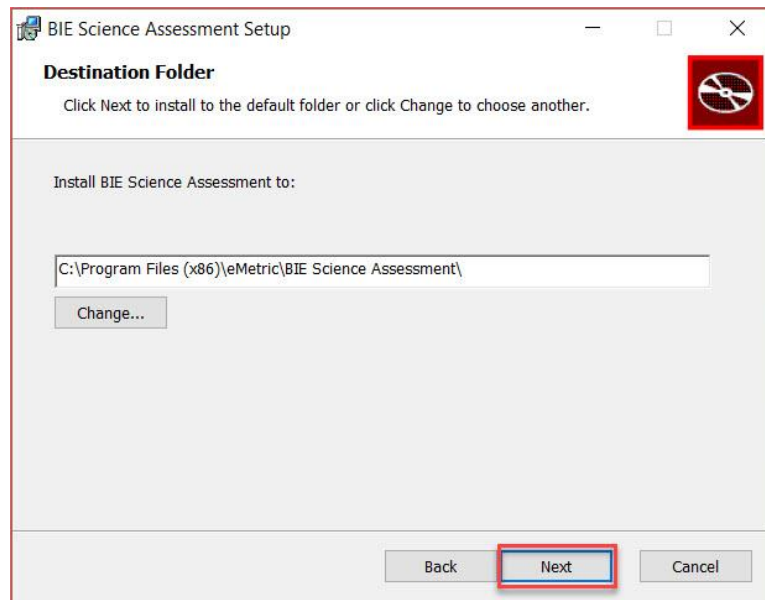 BIE Science Assessment Setup
Destination Folder
Click Next to install to the default folder or click Change to choose another.
Install BIE Science Assessment to:
C:\Program Files (x86)\eMetric\BIE Science Assessment\
Change...
Back Next Cancel